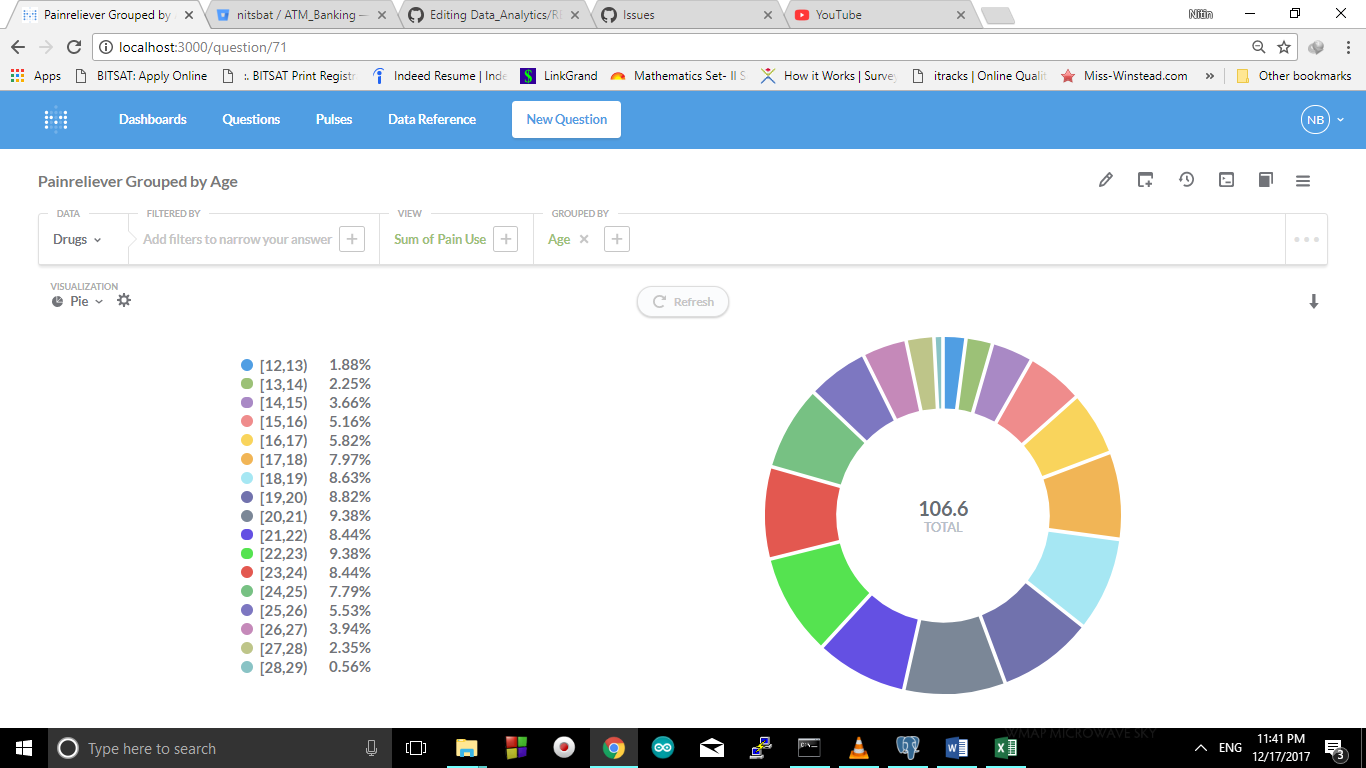 Painreliever Grouped by
nitsbat / ATM_Banking —
Editing Data_Analytics/RE
Issues
YouTube
Nitin
localhost:3000/question/71
Apps
BITSAT: Apply Online
:. BITSAT Print Registr
Indeed Resume | Inde
LinkGrand
Mathematics Set- II S
How it Works | Survey
itracks | Online Qualit
Miss-Winstead.com
»
Other bookmarks
Dashboards
Questions
Pulses
Data Reference
New Question
NB
Painreliever Grouped by Age
DATA
FILTERED BY
VIEW
GROUPED BY
Drugs
Add filters to narrow your answer
Sum of Pain Use
Age
VISUALIZATION
Pie
Refresh
[12,13) 1.88%
[13,14) 2.25%
[14,15) 3.66%
[15,16) 5.16%
[16,17) 5.82%
[17,18) 7.97%
[18,19) 8.63%
[19,20) 8.82%
[20,21) 9.38%
[21,22) 8.44%
[22,23) 9.38%
[23,24) 8.44%
[24,25) 7.79%
[25,26) 5.53%
[26,27) 3.94%
[27,28) 2.35%
[28,29) 0.56%
106.6
TOTAL
Type here to search
WMAP MICROWAVE SKY
ENG
11:41 PM
12/17/2017
3